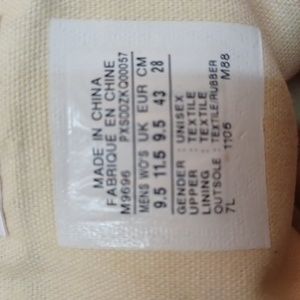 MADE IN CHINA
FABRIQUE EN CHINE
M9696 PXSODZKQ00057
MENS WO'S UK EUR CM
9.5 11.5 9.5 43 28
GENDER : UNISEX
UPPER : TEXTILE
LINING : TEXTILE
OUTSOLE : TEXTILE/RUBBER
1105 M88
7L